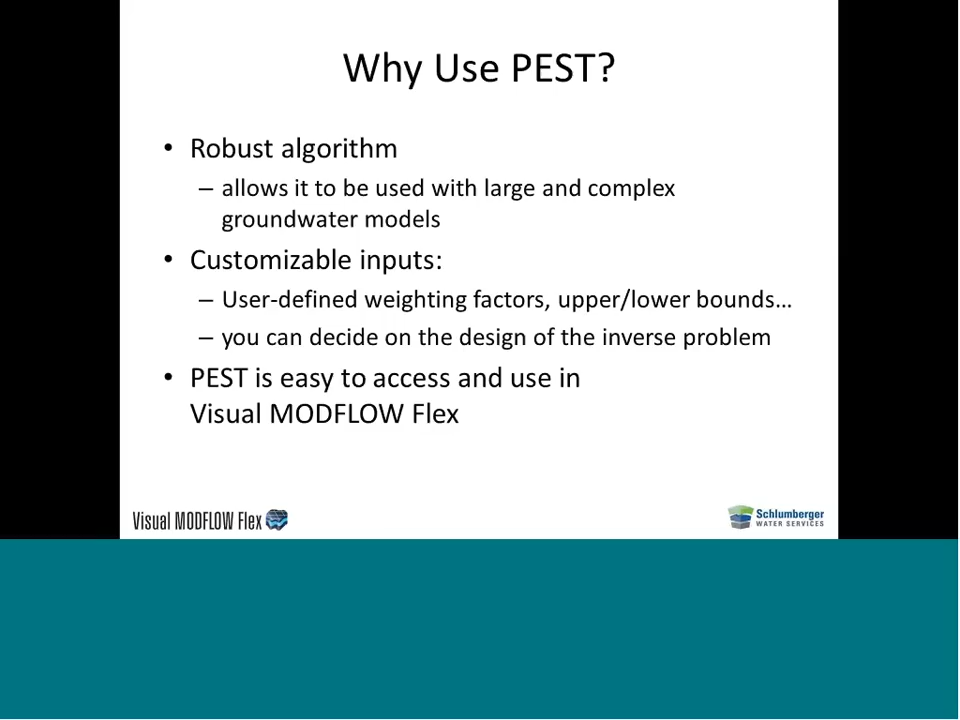 Why Use PEST?
• Robust algorithm
– allows it to be used with large and complex
groundwater models
• Customizable inputs:
– User-defined weighting factors, upper/lower bounds...
– you can decide on the design of the inverse problem
• PEST is easy to access and use in
Visual MODFLOW Flex
Visual MODFLOW Flex
Schlumberger
WATER SERVICES